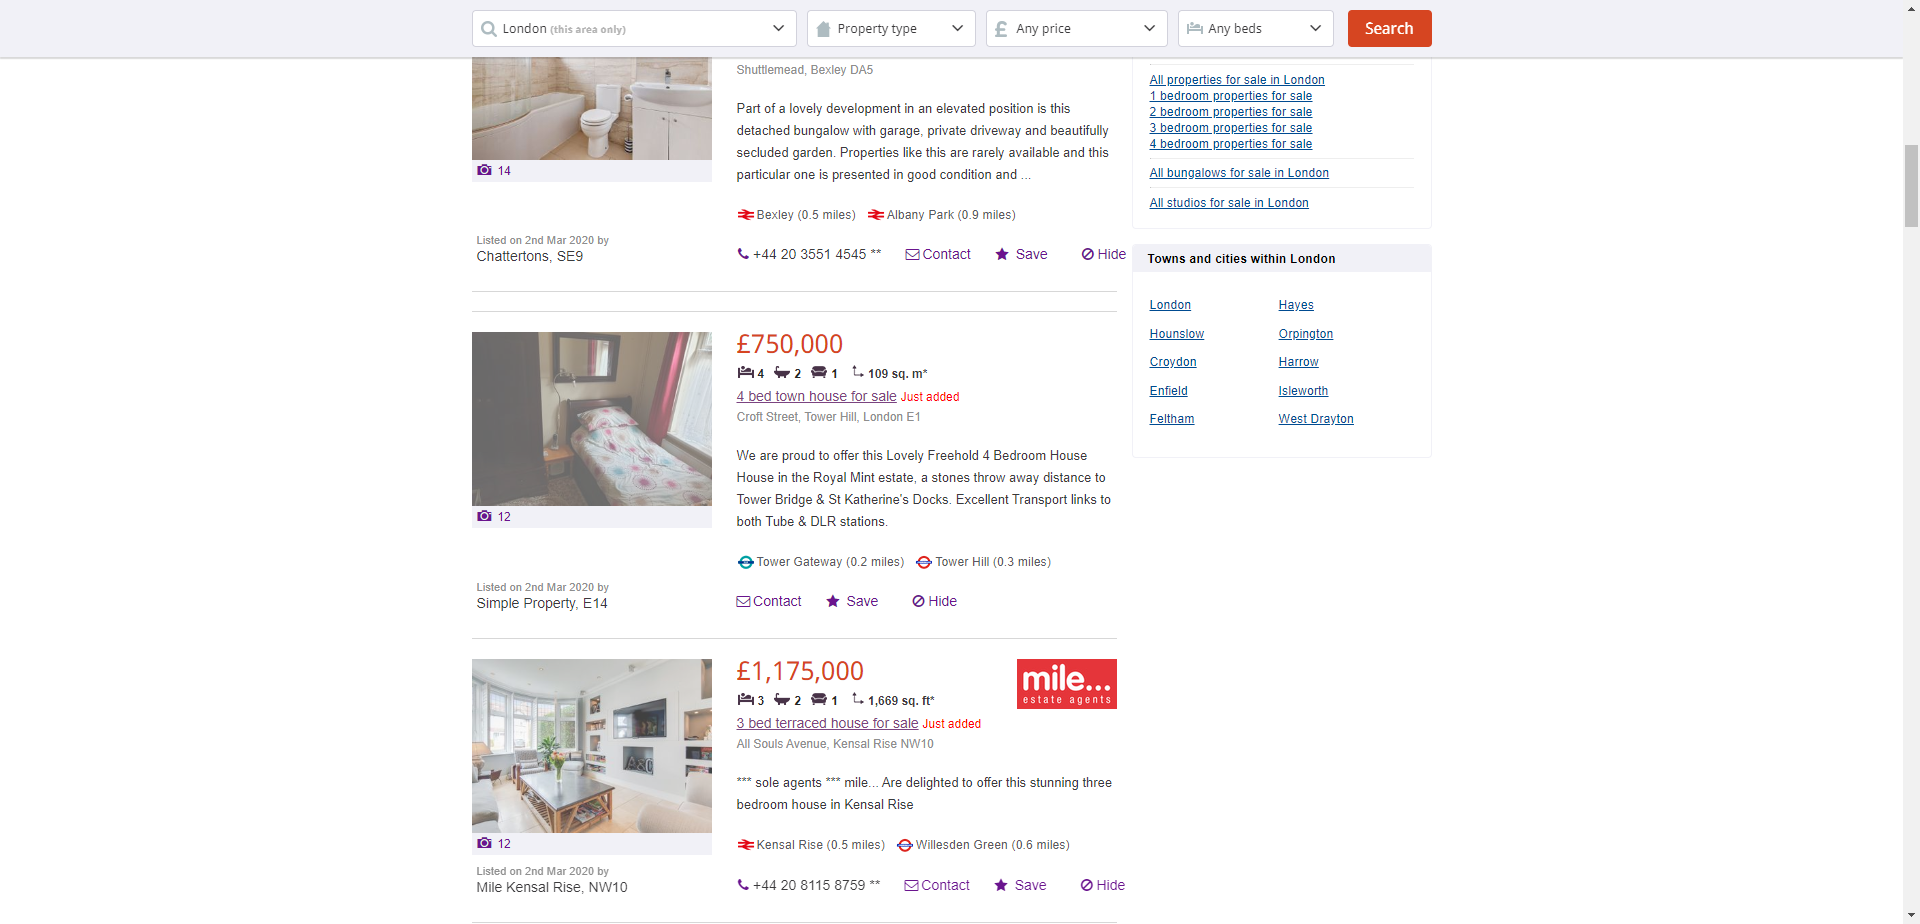 London (this area only)
Property type
Any price
Any beds
Search
Shuttlemead, Bexley DA5
Part of a lovely development in an elevated position is this
detached bungalow with garage, private driveway and beautifully
secluded garden. Properties like this are rarely available and this
particular one is presented in good condition and ...
14
Bexley (0.5 miles) Albany Park (0.9 miles)
Listed on 2nd Mar 2020 by
Chattertons, SE9
+44 20 3551 4545 ** Contact Save Hide
£750,000
4 2 1 109 sq. m*
4 bed town house for sale Just added
Croft Street, Tower Hill, London E1
We are proud to offer this Lovely Freehold 4 Bedroom House
House in the Royal Mint estate, a stones throw away distance to
Tower Bridge & St Katherine's Docks. Excellent Transport links to
both Tube & DLR stations.
12
Tower Gateway (0.2 miles) Tower Hill (0.3 miles)
Listed on 2nd Mar 2020 by
Simple Property, E14
Contact Save Hide
£1,175,000
3 2 1 1,669 sq. ft*
3 bed terraced house for sale Just added
All Souls Avenue, Kensal Rise NW10
mile...
estate agents
*** sole agents *** mile... Are delighted to offer this stunning three
bedroom house in Kensal Rise
A&C
12
Kensal Rise (0.5 miles) Willesden Green (0.6 miles)
Listed on 2nd Mar 2020 by
Mile Kensal Rise, NW10
+44 20 8115 8759 ** Contact Save Hide
All properties for sale in London
1 bedroom properties for sale
2 bedroom properties for sale
3 bedroom properties for sale
4 bedroom properties for sale
All bungalows for sale in London
All studios for sale in London
Towns and cities within London
London Hayes
Hounslow Orpington
Croydon Harrow
Enfield Isleworth
Feltham West Drayton